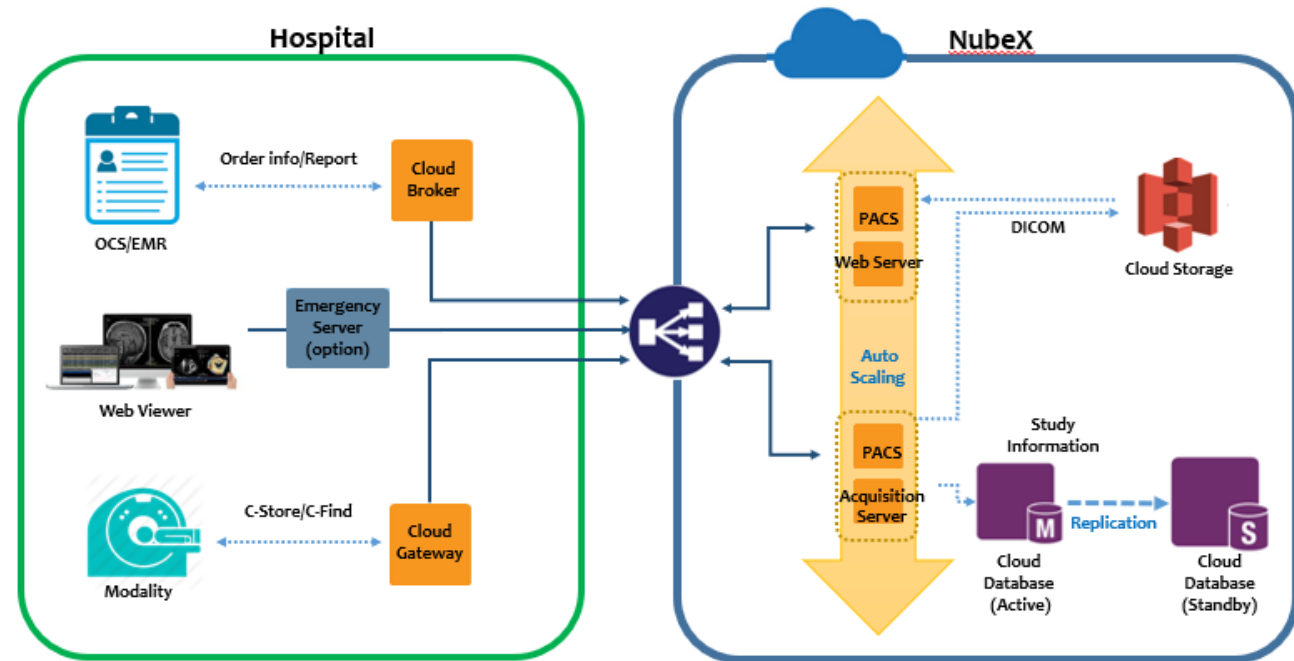 Hospital
NubeX
Order info/Report
Cloud
Broker
OCS/EMR
Emergency
Server
(option)
Web Viewer
C-Store/C-Find
Cloud
Gateway
Modality
PACS
Web Server
DICOM
Cloud Storage
Auto
Scaling
PACS
Acquisition
Server
Study
Information
M
Replication
S
Cloud
Database
(Active)
Cloud
Database
(Standby)